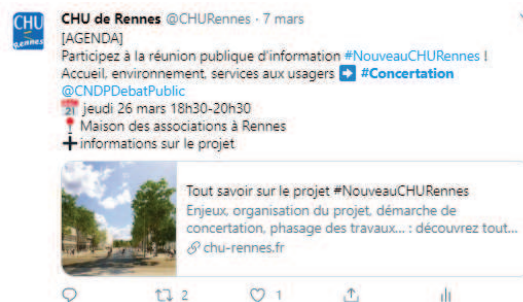 CHU de Rennes @CHURennes · 7 mars
[AGENDA]
Participez à la réunion publique d'information #NouveauCHURennes !
Accueil, environnement, services aux usagers ➡ #Concertation
@CNDPDebatPublic
📅 jeudi 26 mars 18h30-20h30
📍 Maison des associations à Rennes
➕ informations sur le projet
CHU
Rennes
Tout savoir sur le projet #NouveauCHURennes
Enjeux, organisation du projet, démarche de
concertation, phasage des travaux... : découvrez tout...
chu-rennes.fr
2
1